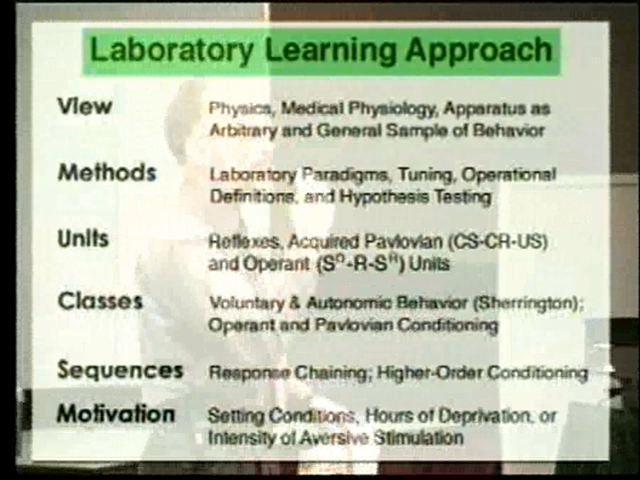 Laboratory Learning Approach
View Physics, Medical Physiology, Apparatus as
Arbitrary and General Sample of Behavior
Methods Laboratory Paradigms, Tuning, Operational
Definitions, and Hypothesis Testing
Units Reflexes, Acquired Pavlovian (CS-CR-US)
and Operant (Sᴰ-R-Sᴿ) Units
Classes Voluntary & Autonomic Behavior (Sherrington);
Operant and Pavlovian Conditioning
Sequences Response Chaining; Higher-Order Conditioning
Motivation Setting Conditions, Hours of Deprivation, or
Intensity of Aversive Stimulation